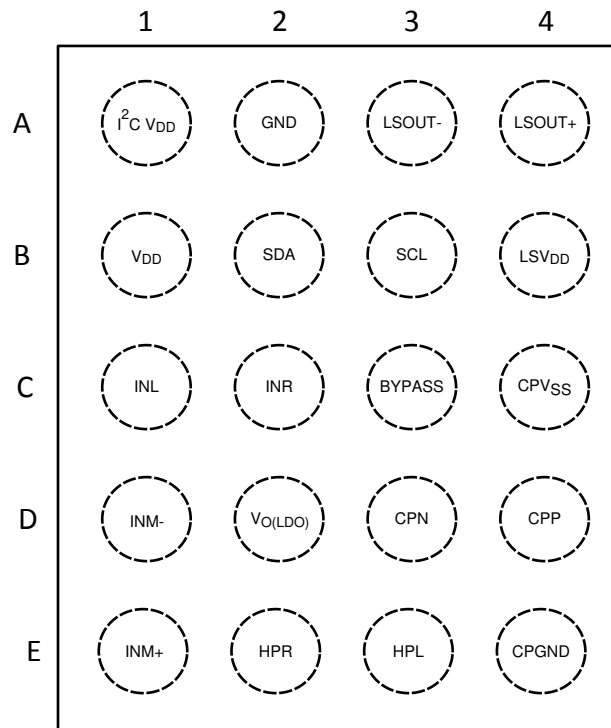 1 2 3 4
A I²C VDD GND LSOUT- LSOUT+
B VDD SDA SCL LSVDD
C INL INR BYPASS CPVSS
D INM- VO(LDO) CPN CPP
E INM+ HPR HPL CPGND